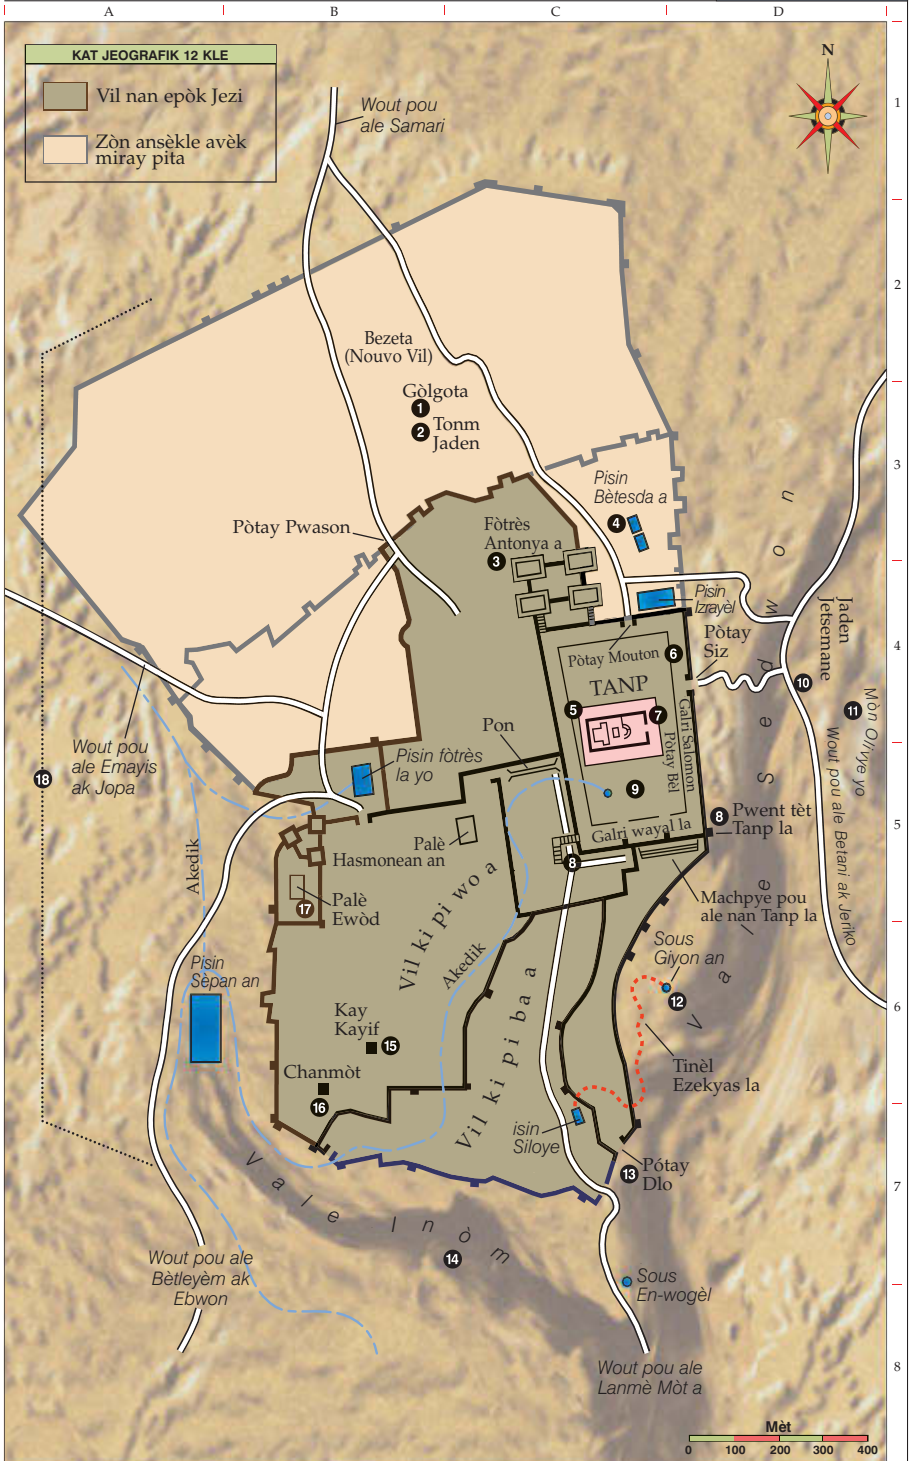 A
B
C
D
KAT JEOGRAFIK 12 KLE
Vil nan epòk Jezi
Zòn ansèkle avèk
miray pita
N
1
Wout pou
ale Samari
2
Bezeta
(Nouvo Vil)
Gòlgota
1
2
Tonm
Jaden
3
Pisin
Bètesda a
4
Pòtay Pwason
Fòtrès
Antonya a
3
Pisin
Izrayèl
Jaden
Jetsemane
Pòtay
Siz
4
Pòtay Mouton
6
TANP
10
5
7
Mòn Oliv yo
11
Galri Salomon
Pòtay Bèl
Wout pou ale Betani ak Jeriko
Pon
Wout pou
ale Emayis
ak Jopa
Pisin fòtrès
la yo
18
9
8
Pwent tèt
Tanp la
Galri wayal la
5
Palè
Hasmonean an
8
Akedik
Palè
Ewòd
17
Vil ki pi wo a
Machpye pou
ale nan Tanp la
Sous
Giyon an
12
Akedik
Pisin
Sèpan an
6
Vil ki pi ba a
Kay
Kayif
15
Tinèl
Ezekyas la
Chanmòt
16
isin
Siloye
Pótay
Dlo
13
7
Vale Sedwon
Vale Inòm
14
Wout pou ale
Bètleyèm ak
Ebwon
Sous
En-wogèl
8
Wout pou ale
Lanmè Mòt a
Mèt
0 100 200 300 400